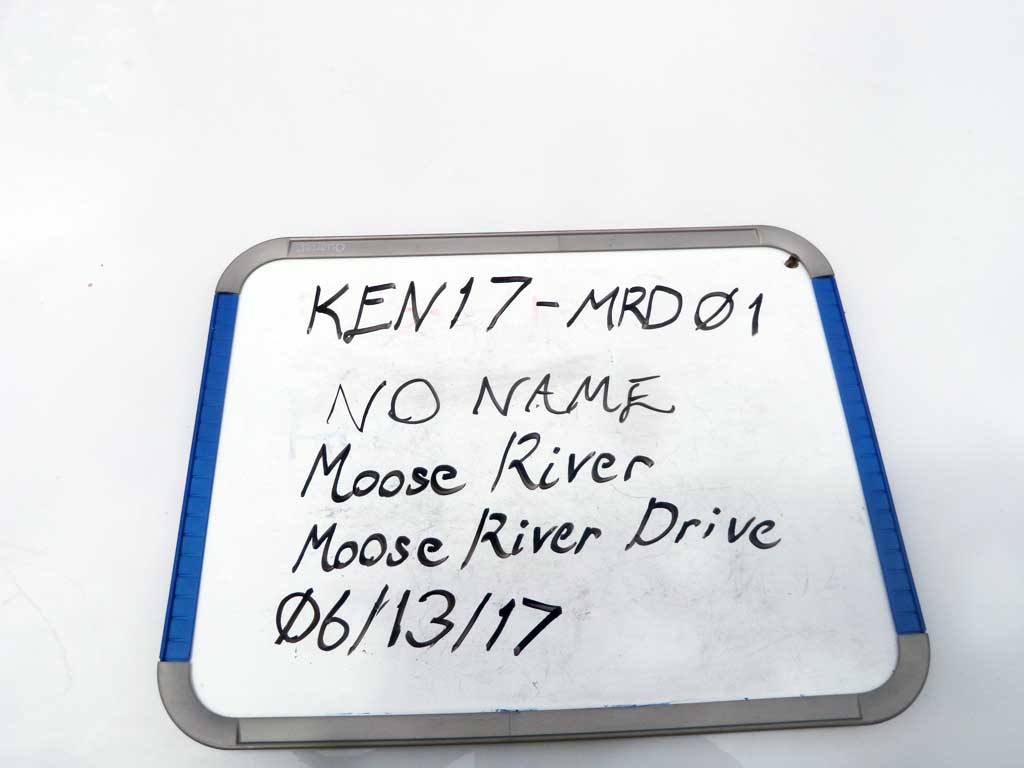 KEN17-MRDØ1
NO NAME
Moose River
Moose River Drive
Ø6/13/17